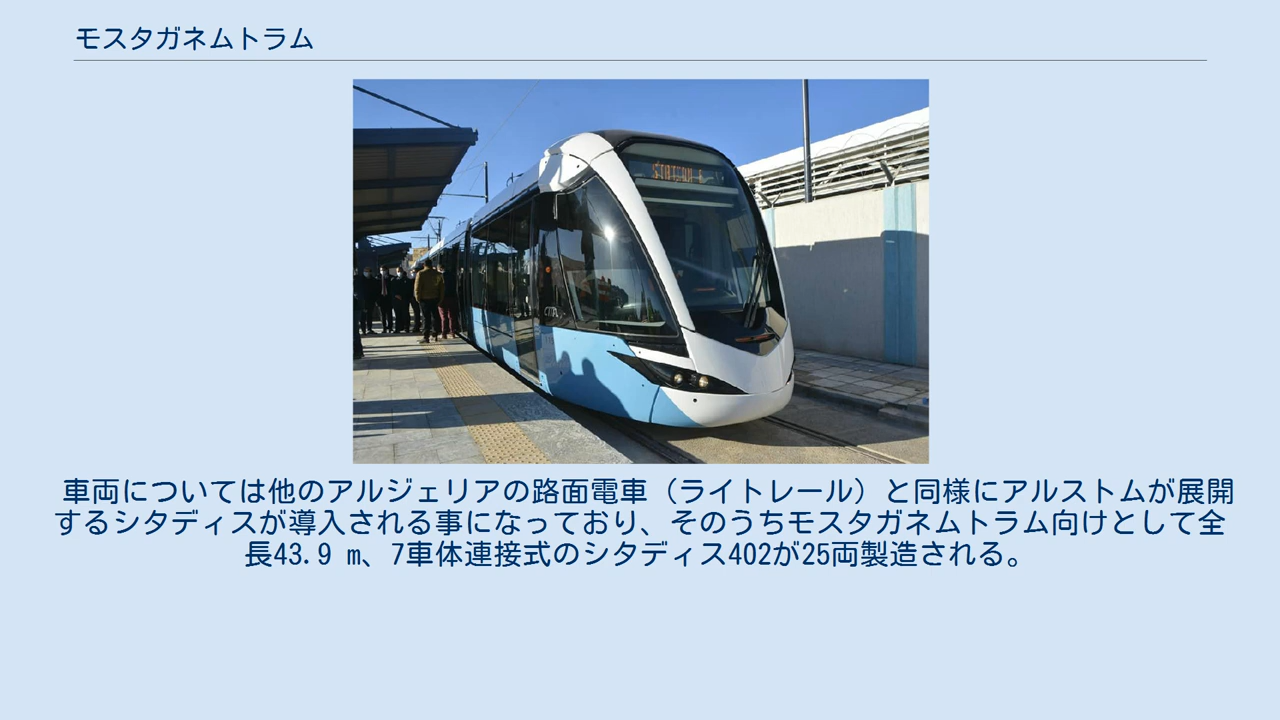 モスタガネムトラム
車両については他のアルジェリアの路面電車（ライトレール）と同様にアルストムが展開
するシタディスが導入される事になっており、そのうちモスタガネムトラム向けとして全
長43.9 m、7車体連接式のシタディス402が25両製造される。